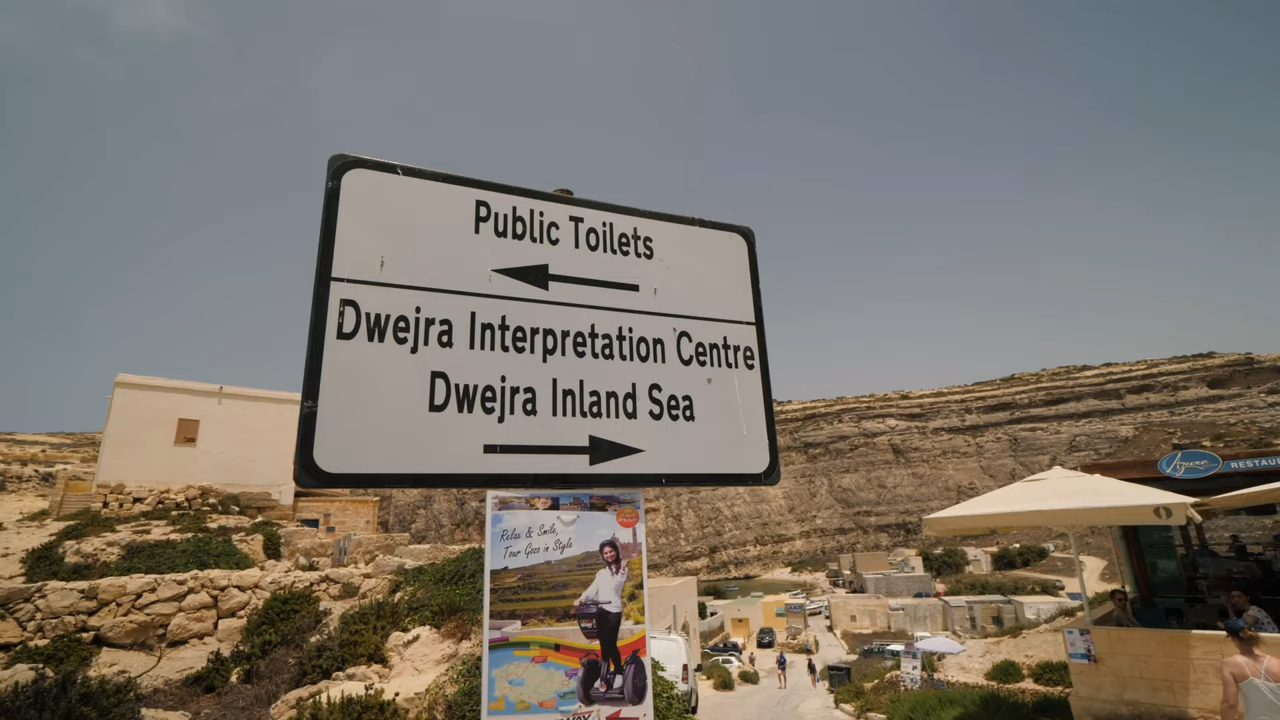 Public Toilets
Dwejra Interpretation Centre
Dwejra Inland Sea
Relax & Smile,
Tour Gozo in Style
Azure
RESTAU